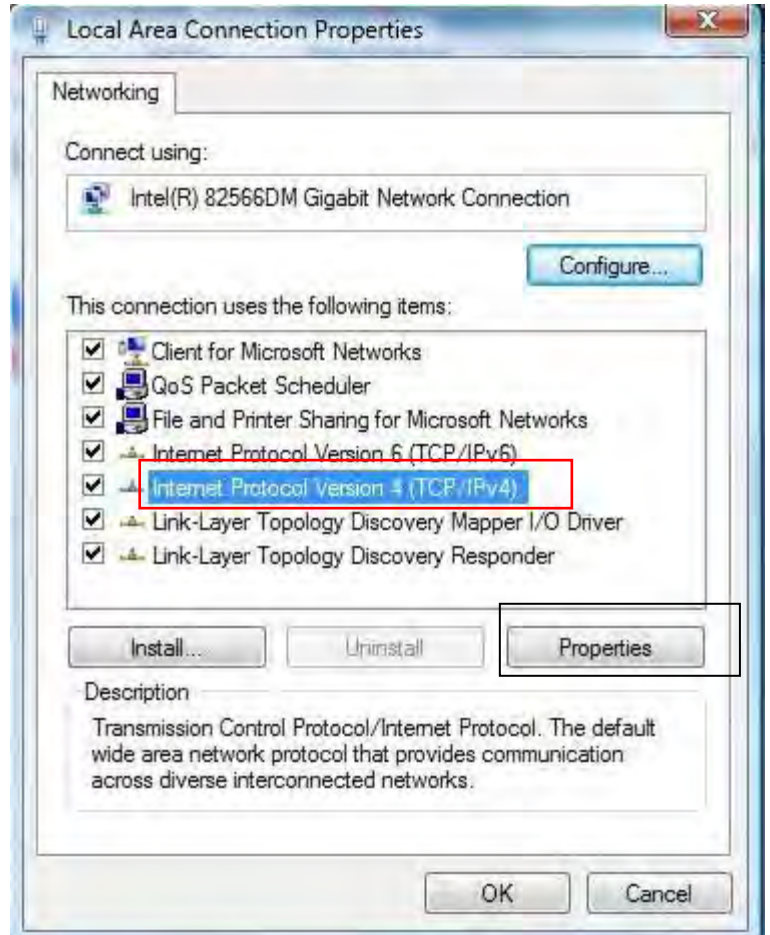 Local Area Connection Properties
Networking
Connect using:
Intel(R) 82566DM Gigabit Network Connection
Configure...
This connection uses the following items:
Client for Microsoft Networks
QoS Packet Scheduler
File and Printer Sharing for Microsoft Networks
Internet Protocol Version 6 (TCP/IPv6)
Internet Protocol Version 4 (TCP/IPv4)
Link-Layer Topology Discovery Mapper I/O Driver
Link-Layer Topology Discovery Responder
Install... Uninstall Properties
Description
Transmission Control Protocol/Internet Protocol. The default
wide area network protocol that provides communication
across diverse interconnected networks.
OK Cancel